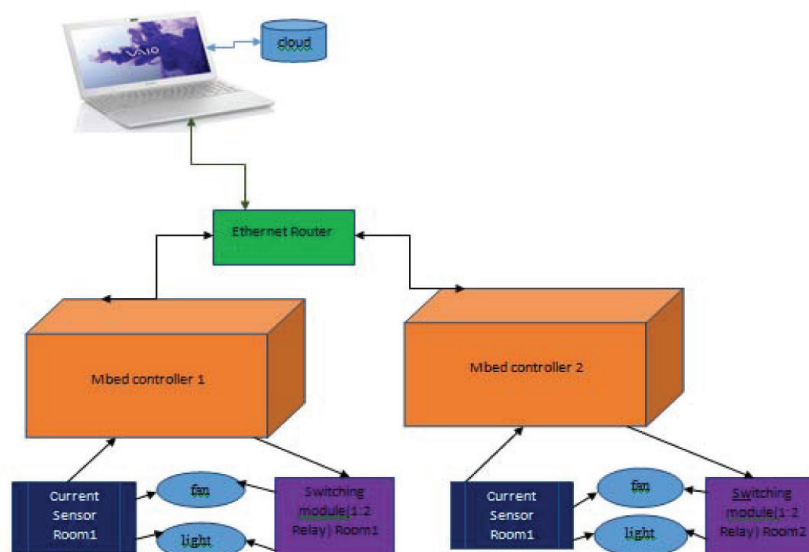 VAIO
cloud
Ethernet Router
Mbed controller 1
Mbed controller 2
Current
Sensor
Room1
fan
light
Switching
module(1:2
Relay) Room1
Current
Sensor
Room1
fan
light
Switching
module(1:2
Relay) Room2